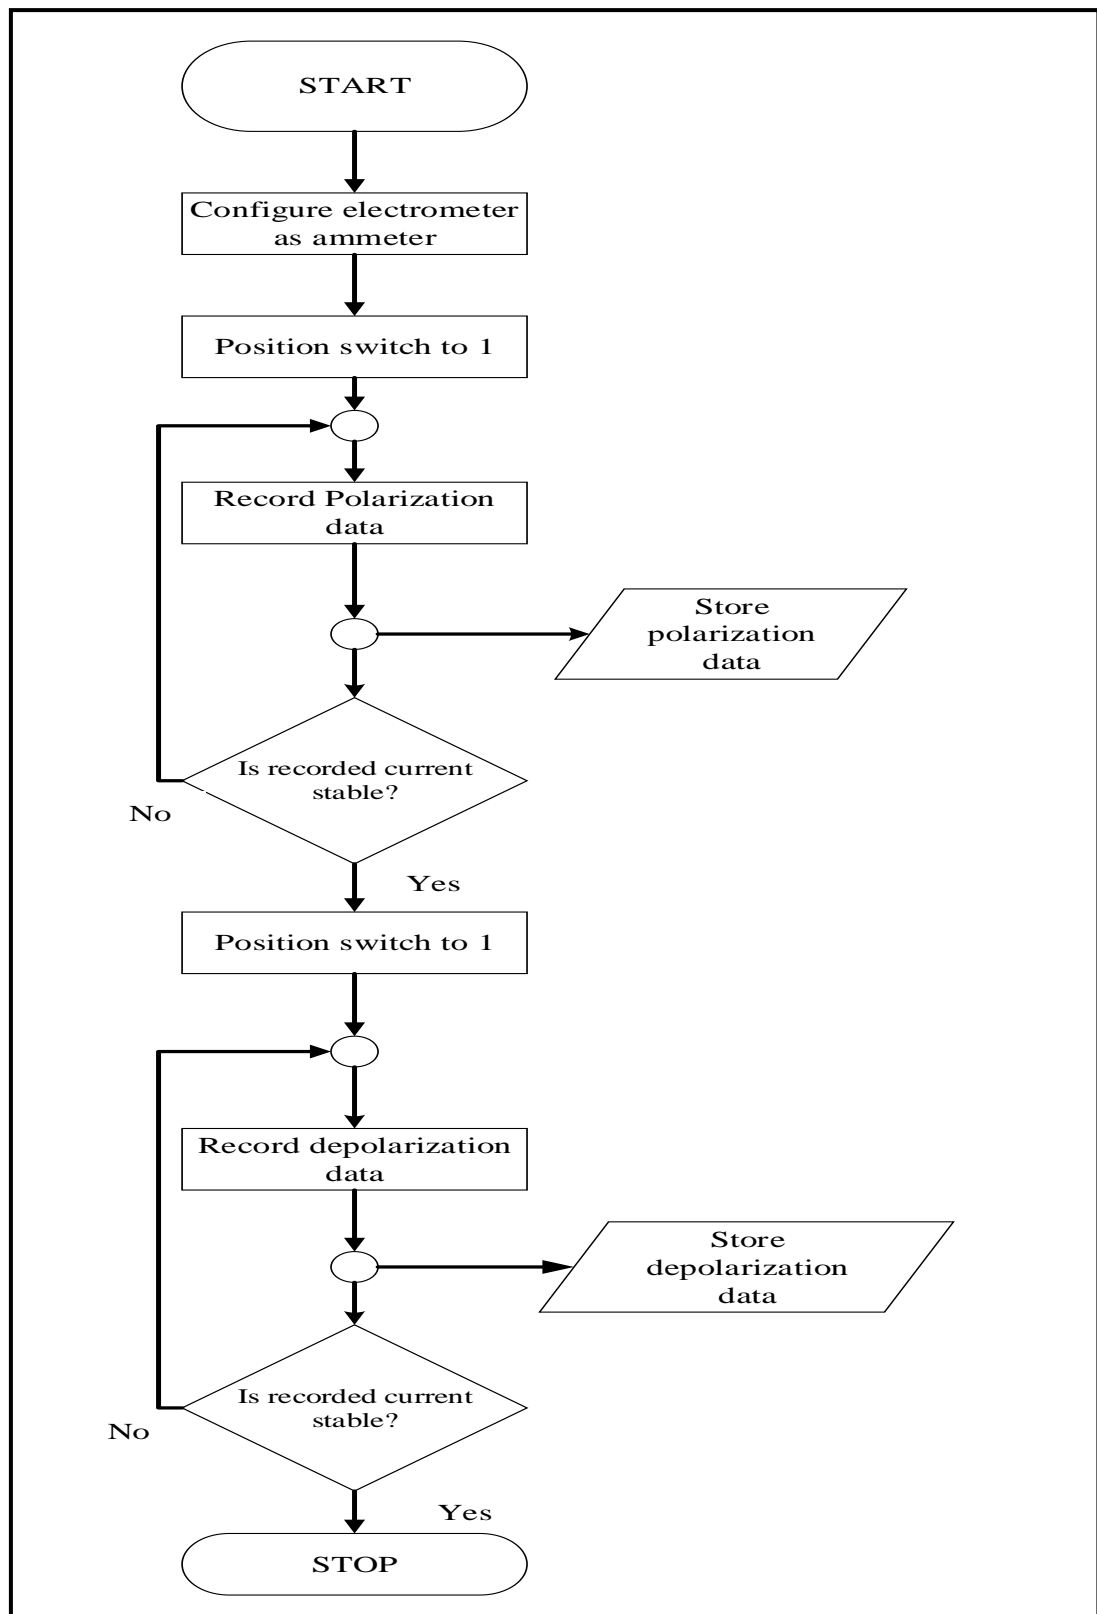 START
Configure electrometer
as ammeter
Position switch to 1
Record Polarization
data
Store
polarization
data
Is recorded current
stable?
No
Yes
Position switch to 1
Record depolarization
data
Store
depolarization
data
Is recorded current
stable?
No
Yes
STOP